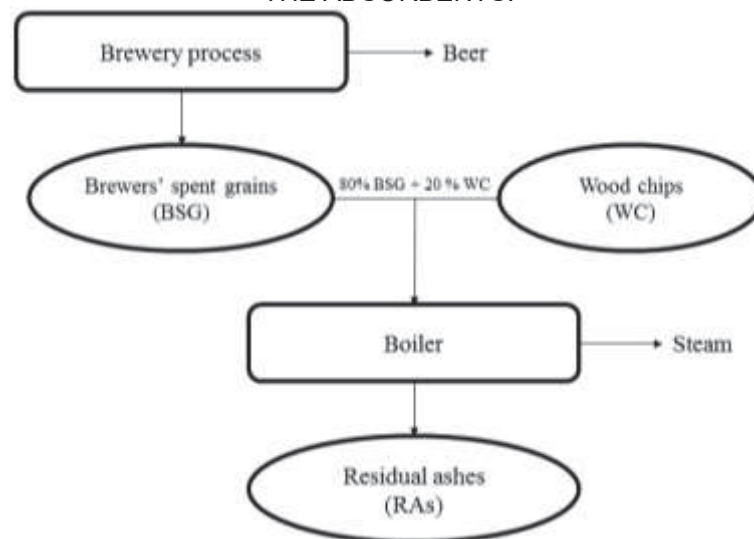 Brewery process
Beer
Brewers' spent grains
(BSG)
80% BSG + 20 % WC
Wood chips
(WC)
Boiler
Steam
Residual ashes
(RAs)